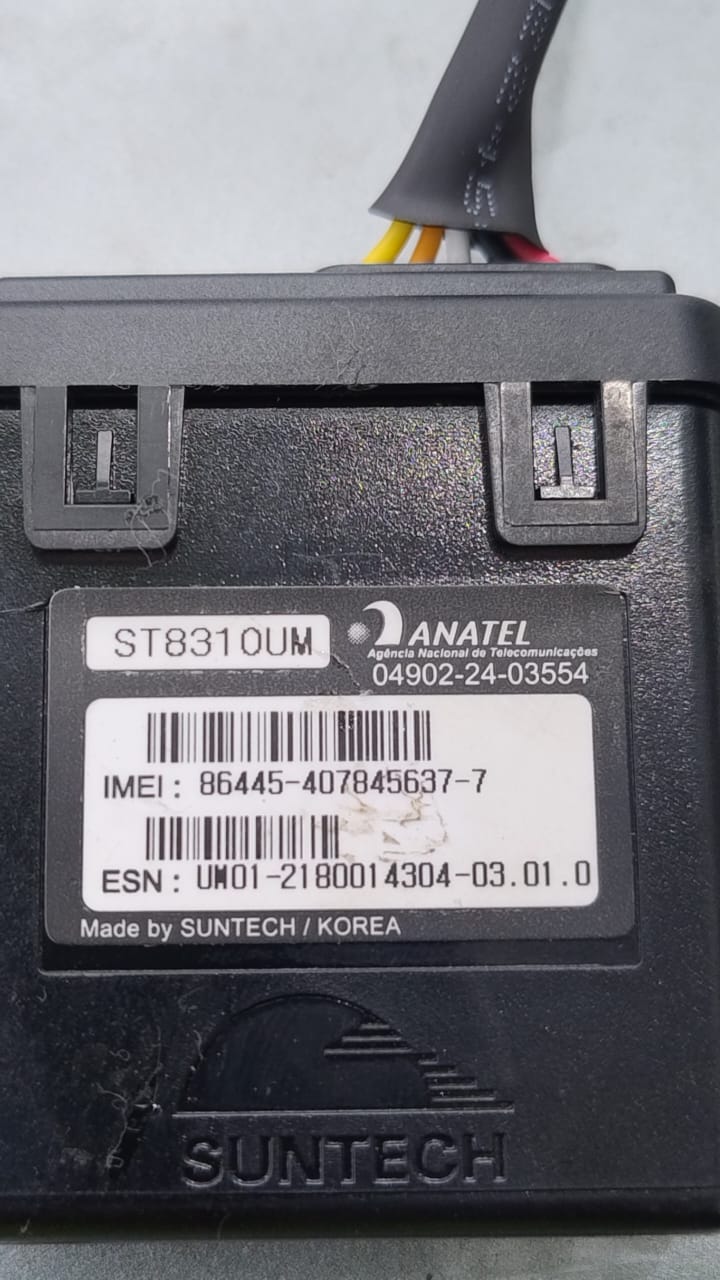 ST8310UM
ANATEL
Agência Nacional de Telecomunicações
04902-24-03554
IMEI : 86445-407845637-7
ESN : UM01-2180014304-03.01.0
Made by SUNTECH / KOREA
SUNTECH